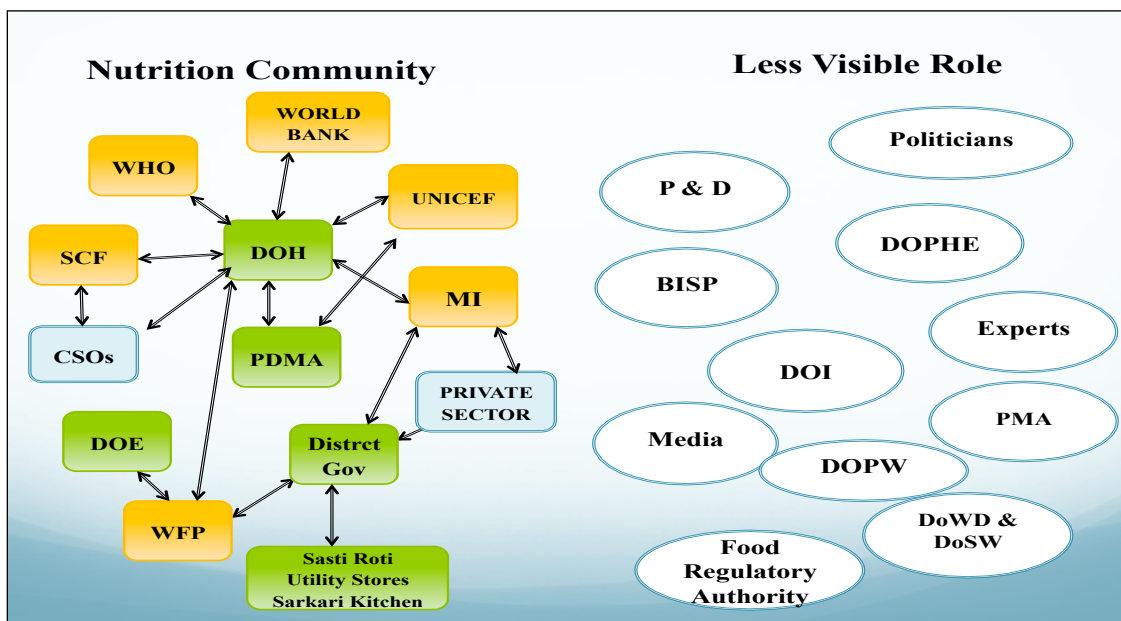 Nutrition Community
WORLD
BANK
WHO
UNICEF
SCF
DOH
MI
CSOs
PDMA
PRIVATE
SECTOR
DOE
Distrct
Gov
WFP
Sasti Roti
Utility Stores
Sarkari Kitchen
Less Visible Role
Politicians
P & D
DOPHE
BISP
Experts
DOI
PMA
Media
DOPW
DoWD &
DoSW
Food
Regulatory
Authority